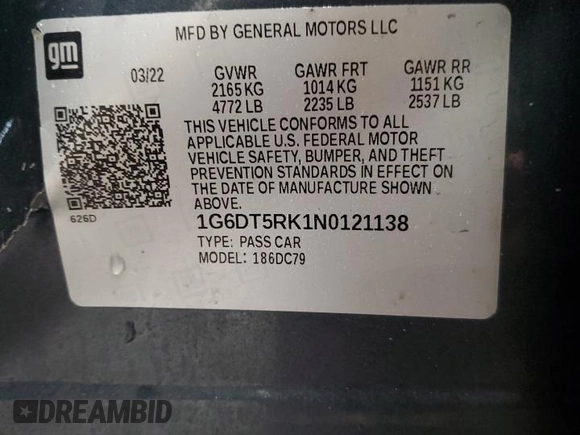 gm
MFD BY GENERAL MOTORS LLC
03/22 GVWR GAWR FRT GAWR RR
2165 KG 1014 KG 1151 KG
4772 LB 2235 LB 2537 LB
THIS VEHICLE CONFORMS TO ALL
APPLICABLE U.S. FEDERAL MOTOR
VEHICLE SAFETY, BUMPER, AND THEFT
PREVENTION STANDARDS IN EFFECT ON
THE DATE OF MANUFACTURE SHOWN
ABOVE.
626D
1G6DT5RK1N0121138
TYPE: PASS CAR
MODEL: 186DC79
DREAMBID